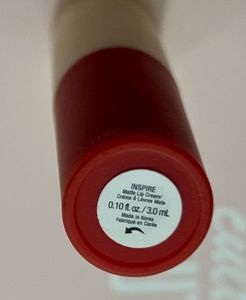 INSPIRE
Matte Lip Cream/
Crème À Lèvres Mate
0.10 fl. oz. / 3.0 mL
Made in Korea
Fabriqué en Corée